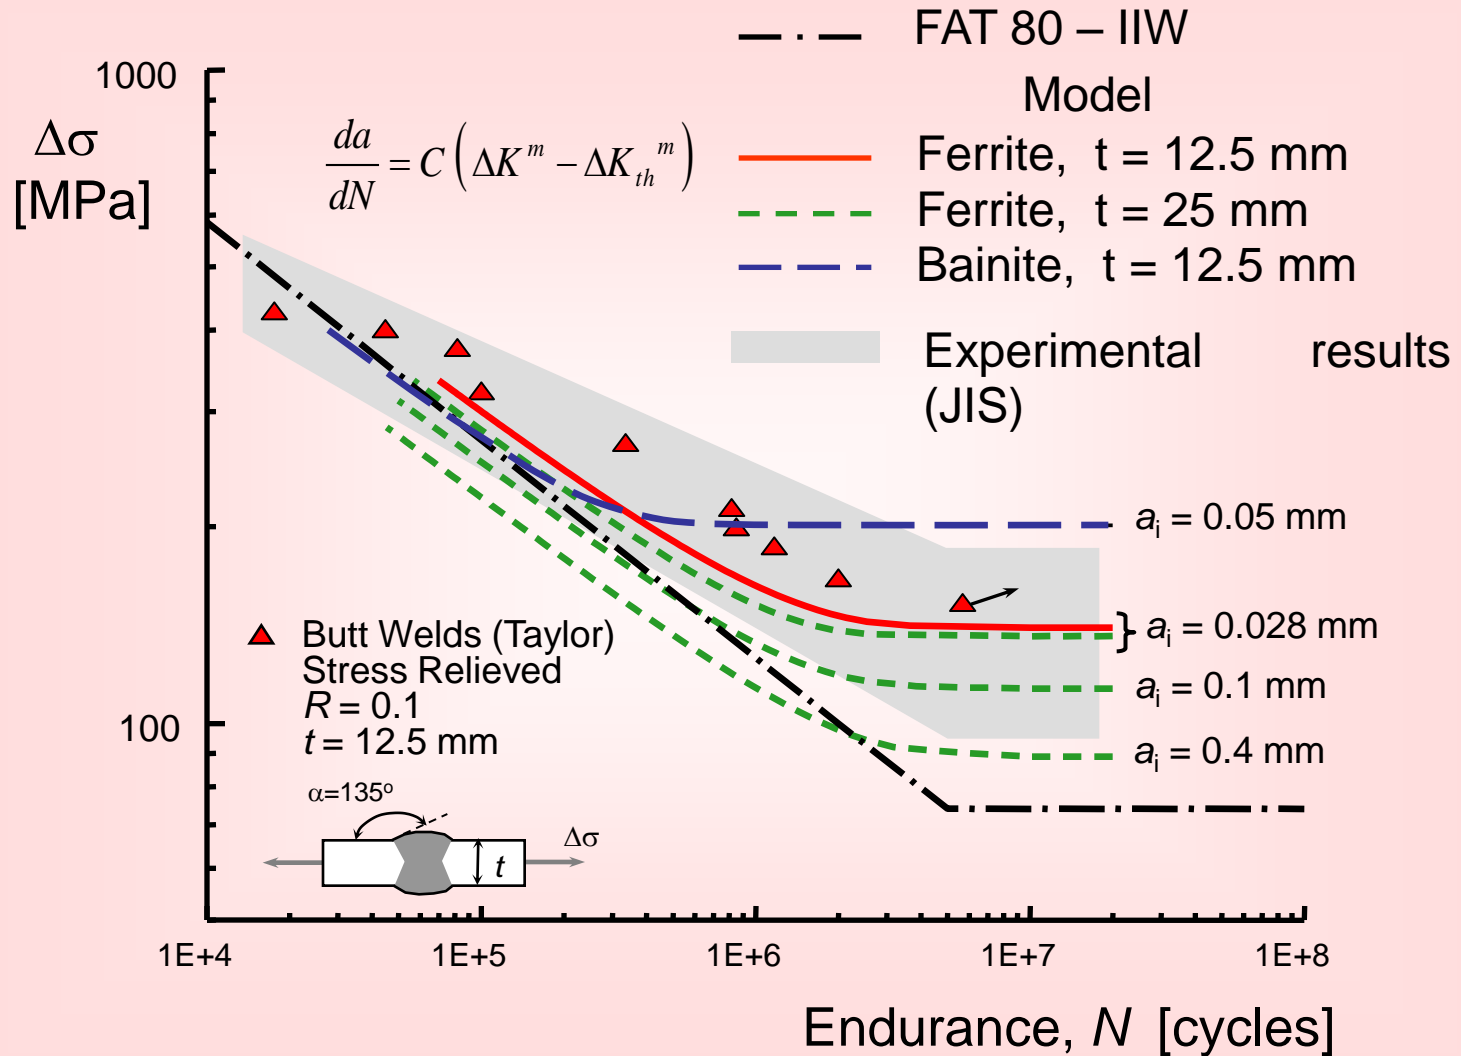 FAT 80 – IIW
Model
Ferrite, t = 12.5 mm
Ferrite, t = 25 mm
Bainite, t = 12.5 mm
Experimental results
(JIS)
1000
Δσ
[MPa]
da/dN = C (ΔK^m − ΔK_th^m)
a_i = 0.05 mm
a_i = 0.028 mm
a_i = 0.1 mm
a_i = 0.4 mm
Butt Welds (Taylor)
Stress Relieved
R = 0.1
t = 12.5 mm
100
α=135º
Δσ
t
1E+4 1E+5 1E+6 1E+7 1E+8
Endurance, N [cycles]